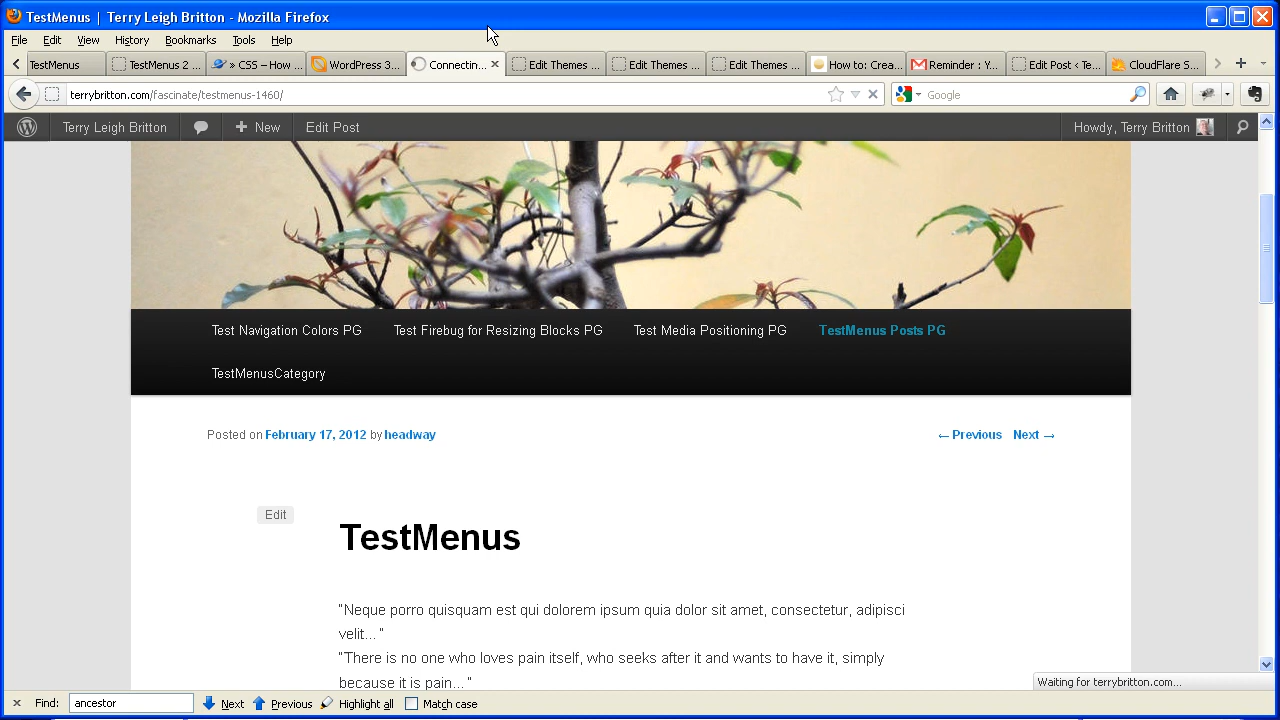 TestMenus | Terry Leigh Britton - Mozilla Firefox
File Edit View History Bookmarks Tools Help
TestMenus TestMenus 2 ... » CSS – How ... WordPress 3... Connectin... Edit Themes ... Edit Themes ... Edit Themes ... How to: Crea... Reminder : Y... Edit Post ‹ Te... CloudFlare S...
terrybritton.com/fascinate/testmenus-1460/ Google
Terry Leigh Britton + New Edit Post Howdy, Terry Britton
Test Navigation Colors PG Test Firebug for Resizing Blocks PG Test Media Positioning PG TestMenus Posts PG
TestMenusCategory
Posted on February 17, 2012 by headway ← Previous Next →
Edit
TestMenus
"Neque porro quisquam est qui dolorem ipsum quia dolor sit amet, consectetur, adipisci
velit..."
"There is no one who loves pain itself, who seeks after it and wants to have it, simply
because it is pain..."
Waiting for terrybritton.com...
Find: ancestor Next Previous Highlight all Match case